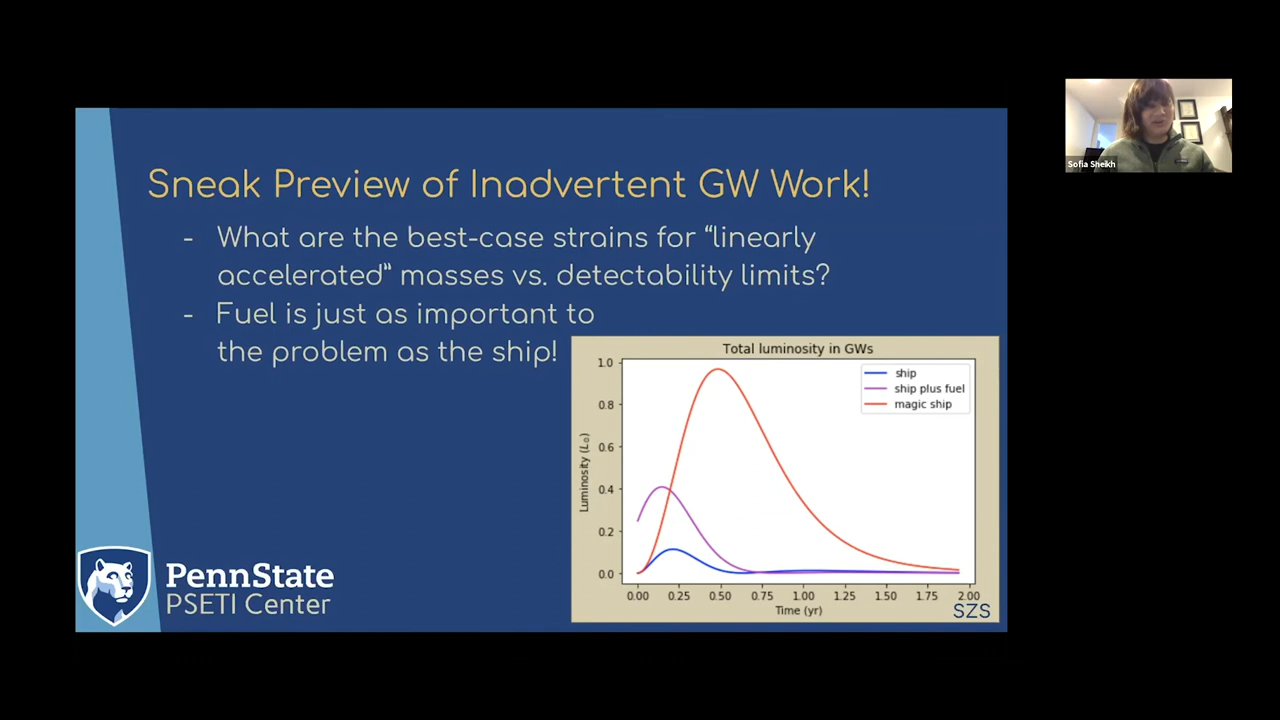 Sneak Preview of Inadvertent GW Work!
- What are the best-case strains for “linearly
accelerated” masses vs. detectability limits?
- Fuel is just as important to
the problem as the ship!
Total luminosity in GWs
ship
ship plus fuel
magic ship
Luminosity (L⊙)
1.0
0.8
0.6
0.4
0.2
0.0
0.00 0.25 0.50 0.75 1.00 1.25 1.50 1.75 2.00
Time (yr)
SZS
PennState
PSETI Center
Sofia Sheikh